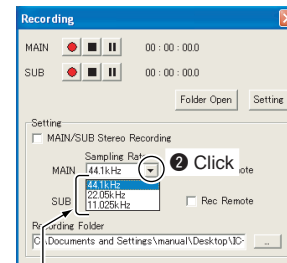 Recording
MAIN 00 : 00 : 00.0
SUB 00 : 00 : 00.0
Folder Open Setting
Setting
MAIN/SUB Stereo Recording
Sampling Rat
MAIN 44.1kHz ❷ Click ote
44.1kHz
22.05kHz
SUB 11.025kHz Rec Remote
Recording Folder
C:\Documents and Settings\manual\Desktop\IC- ...